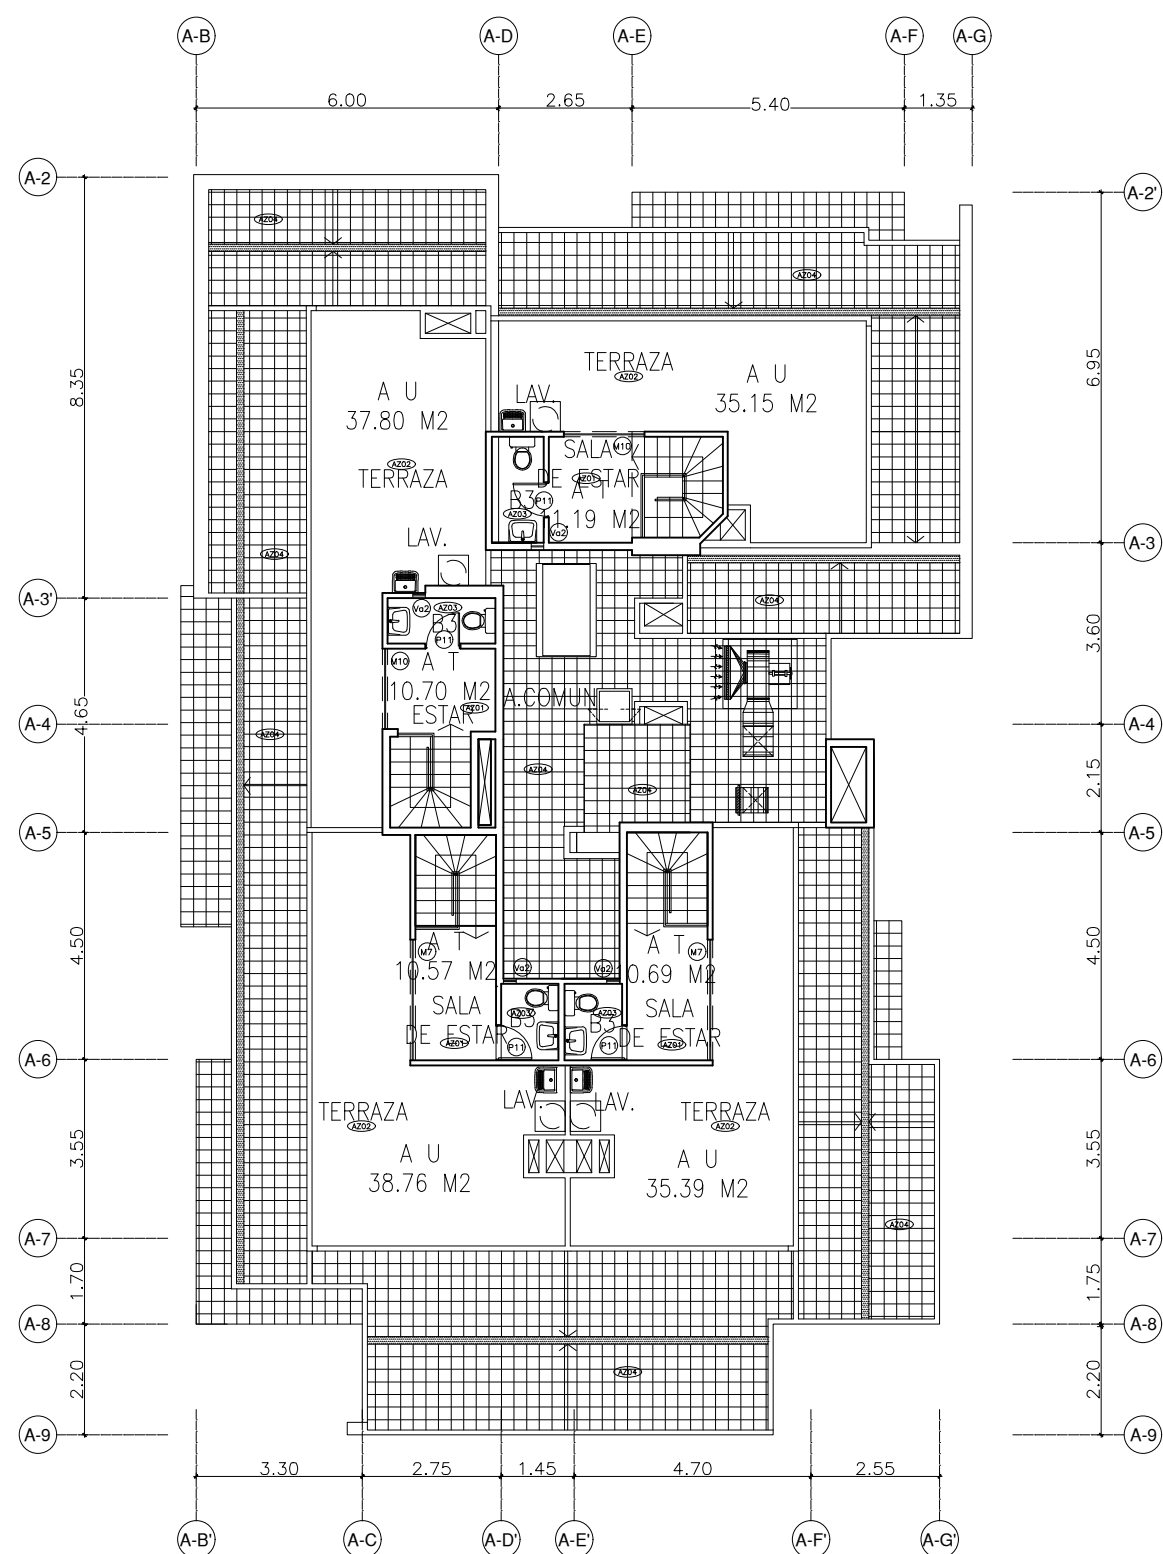 A-B
A-D
A-E
A-F
A-G
6.00
2.65
5.40
1.35
A-2
A-2'
AZ04
AZ04
8.35
6.95
TERRAZA
AZ02
A U
35.15 M2
A U
37.80 M2
LAV.
SALA
M10
DE ESTAR
AZ01
AZ02
TERRAZA
B3
P11
A T
11.19 M2
AZ03
Va2
LAV.
A-3
AZ04
A-3'
AZ04
Va2
AZ03
B3
P11
3.60
M10
A T
10.70 M2
A.COMUN
AZ01
ESTAR
4.65
A-4
A-4
AZ04
AZ04
AZ04
2.15
A-5
A-5
4.50
4.50
A T
M7
10.57 M2
Va2
Va2
A T
M7
0.69 M2
SALA
DE ESTAR
AZ01
AZ03
B3
P11
AZ03
B3
P11
SALA
DE ESTAR
AZ01
A-6
A-6
LAV.
LAV.
TERRAZA
AZ02
TERRAZA
AZ02
3.55
3.55
A U
38.76 M2
A U
35.39 M2
AZ04
A-7
A-7
1.70
1.75
A-8
A-8
2.20
AZ04
2.20
A-9
A-9
3.30
2.75
1.45
4.70
2.55
A-B'
A-C
A-D'
A-E'
A-F'
A-G'